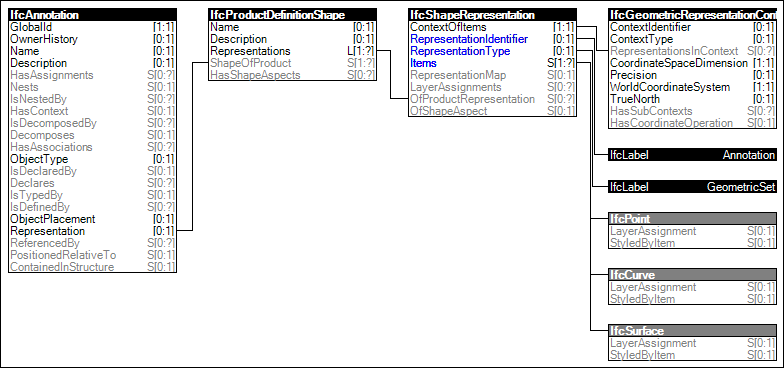 IfcAnnotation
GlobalId [1:1]
OwnerHistory [0:1]
Name [0:1]
Description [0:1]
HasAssignments S[0:?]
Nests S[0:1]
IsNestedBy S[0:?]
HasContext S[0:1]
IsDecomposedBy S[0:?]
Decomposes S[0:1]
HasAssociations S[0:?]
ObjectType [0:1]
IsDeclaredBy S[0:1]
Declares S[0:?]
IsTypedBy S[0:1]
IsDefinedBy S[0:?]
ObjectPlacement [0:1]
Representation [0:1]
ReferencedBy S[0:?]
PositionedRelativeTo S[0:1]
ContainedInStructure S[0:1]
IfcProductDefinitionShape
Name [0:1]
Description [0:1]
Representations L[1:?]
ShapeOfProduct S[1:?]
HasShapeAspects S[0:?]
IfcShapeRepresentation
ContextOfItems [1:1]
RepresentationIdentifier [0:1]
RepresentationType [0:1]
Items S[1:?]
RepresentationMap S[0:1]
LayerAssignments S[0:?]
OfProductRepresentation S[0:?]
OfShapeAspect S[0:1]
IfcGeometricRepresentationCont
ContextIdentifier [0:1]
ContextType [0:1]
RepresentationsInContext S[0:?]
CoordinateSpaceDimension [1:1]
Precision [0:1]
WorldCoordinateSystem [1:1]
TrueNorth [0:1]
HasSubContexts S[0:?]
HasCoordinateOperation S[0:1]
IfcLabel Annotation
IfcLabel GeometricSet
IfcPoint
LayerAssignment S[0:1]
StyledByItem S[0:1]
IfcCurve
LayerAssignment S[0:1]
StyledByItem S[0:1]
IfcSurface
LayerAssignment S[0:1]
StyledByItem S[0:1]